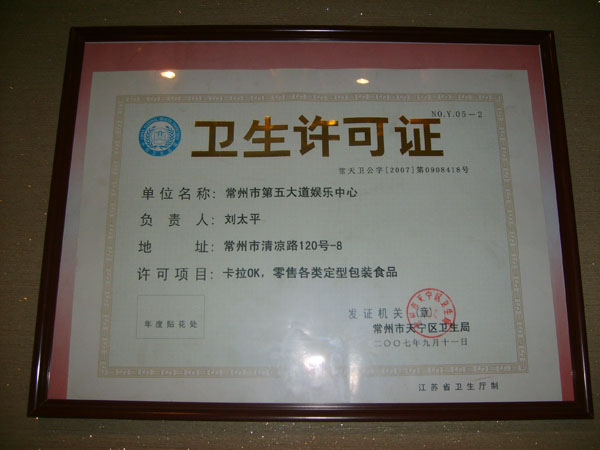 NO.Y.05-2
卫生许可证
常天卫公字[2007]第0908418号
单位名称：常州市第五大道娱乐中心
负责人：刘太平
地址：常州市清凉路120号-8
许可项目：卡拉OK，零售各类定型包装食品
年度贴花处
发证机关（章）
常州市天宁区卫生局
二〇〇七年九月十一日
江苏省卫生厅制